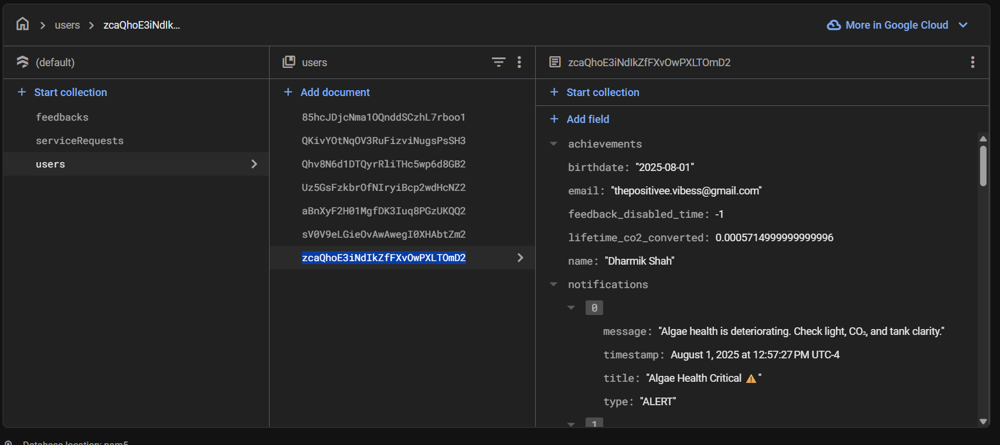 users
zcaQhoE3iNdIk...
More in Google Cloud
(default)
Start collection
feedbacks
serviceRequests
users
users
Add document
85hcJDjcNma1OQnddSCzhL7rboo1
QKivYOtNqOV3RuFizviNugsPsSH3
Qhv8N6d1DTQyrRliTHc5wp6d8GB2
Uz5GsFzkbrOfNIryiBcp2wdHcNZ2
aBnXyF2H01MgfDK3Iuq8PGzUKQQ2
sV0V9eLGieOvAwAwegI0XHAbtZm2
zcaQhoE3iNdIkZfFXvOwPXLTOmD2
zcaQhoE3iNdIkZfFXvOwPXLTOmD2
Start collection
Add field
achievements
birthdate: "2025-08-01"
email: "thepositivee.vibess@gmail.com"
feedback_disabled_time: -1
lifetime_co2_converted: 0.0005714999999999996
name: "Dharmik Shah"
notifications
0
message: "Algae health is deteriorating. Check light, CO₂, and tank clarity."
timestamp: August 1, 2025 at 12:57:27 PM UTC-4
title: "Algae Health Critical ⚠️"
type: "ALERT"
1
Database location: nam5